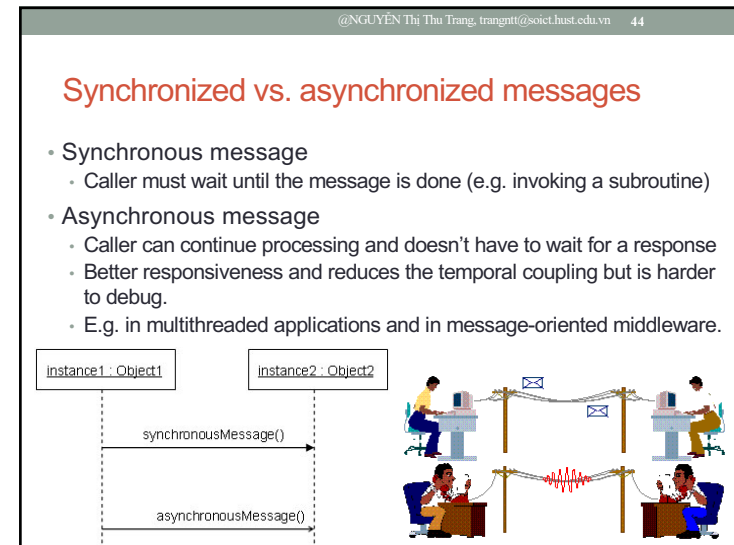 @NGUYỄN Thị Thu Trang, trangntt@soict.hust.edu.vn 44
Synchronized vs. asynchronized messages
• Synchronous message
• Caller must wait until the message is done (e.g. invoking a subroutine)
• Asynchronous message
• Caller can continue processing and doesn't have to wait for a response
• Better responsiveness and reduces the temporal coupling but is harder
to debug.
• E.g. in multithreaded applications and in message-oriented middleware.
instance1 : Object1
instance2 : Object2
synchronousMessage()
asynchronousMessage()